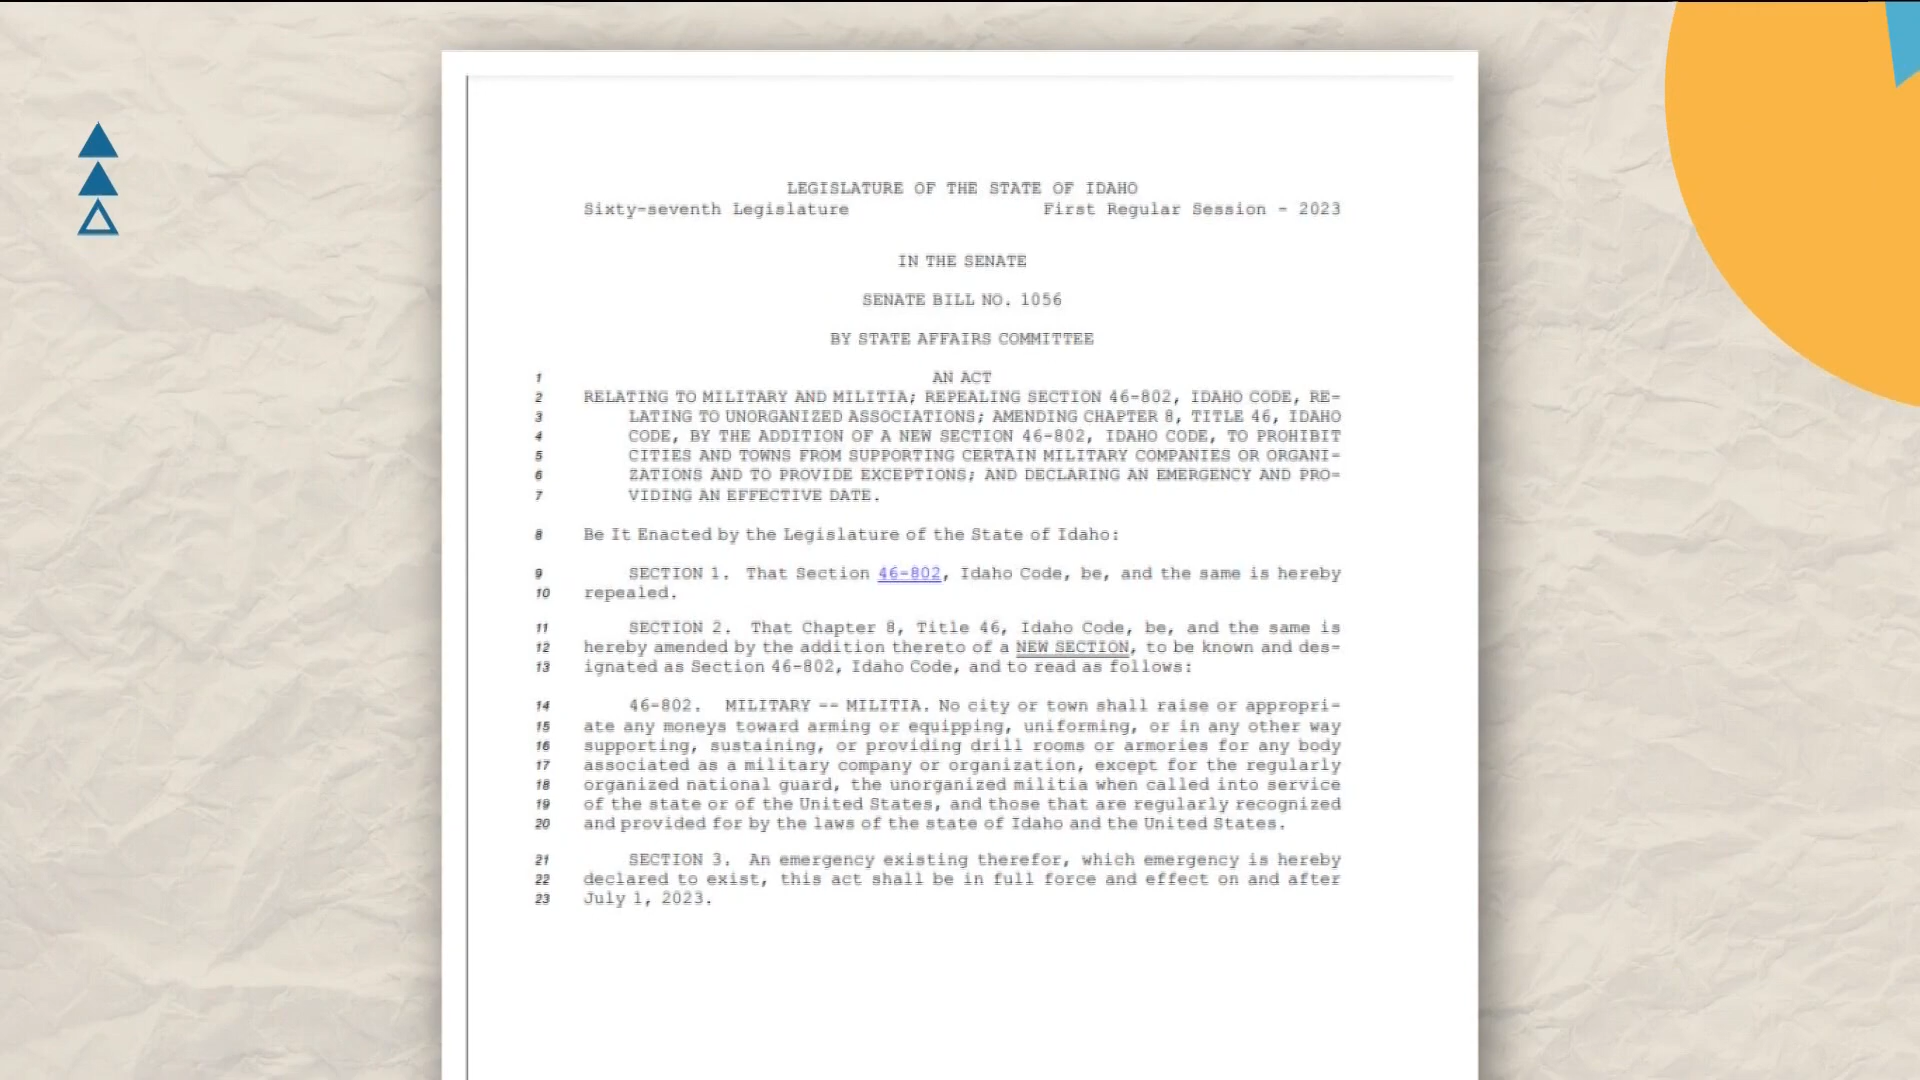 LEGISLATURE OF THE STATE OF IDAHO
Sixty-seventh Legislature First Regular Session - 2023
IN THE SENATE
SENATE BILL NO. 1056
BY STATE AFFAIRS COMMITTEE
1 AN ACT
2 RELATING TO MILITARY AND MILITIA; REPEALING SECTION 46-802, IDAHO CODE, RE-
3 LATING TO UNORGANIZED ASSOCIATIONS; AMENDING CHAPTER 8, TITLE 46, IDAHO
4 CODE, BY THE ADDITION OF A NEW SECTION 46-802, IDAHO CODE, TO PROHIBIT
5 CITIES AND TOWNS FROM SUPPORTING CERTAIN MILITARY COMPANIES OR ORGANI-
6 ZATIONS AND TO PROVIDE EXCEPTIONS; AND DECLARING AN EMERGENCY AND PRO-
7 VIDING AN EFFECTIVE DATE.
8 Be It Enacted by the Legislature of the State of Idaho:
9 SECTION 1. That Section 46-802, Idaho Code, be, and the same is hereby
10 repealed.
11 SECTION 2. That Chapter 8, Title 46, Idaho Code, be, and the same is
12 hereby amended by the addition thereto of a NEW SECTION, to be known and des-
13 ignated as Section 46-802, Idaho Code, and to read as follows:
14 46-802. MILITARY -- MILITIA. No city or town shall raise or appropri-
15 ate any moneys toward arming or equipping, uniforming, or in any other way
16 supporting, sustaining, or providing drill rooms or armories for any body
17 associated as a military company or organization, except for the regularly
18 organized national guard, the unorganized militia when called into service
19 of the state or of the United States, and those that are regularly recognized
20 and provided for by the laws of the state of Idaho and the United States.
21 SECTION 3. An emergency existing therefor, which emergency is hereby
22 declared to exist, this act shall be in full force and effect on and after
23 July 1, 2023.